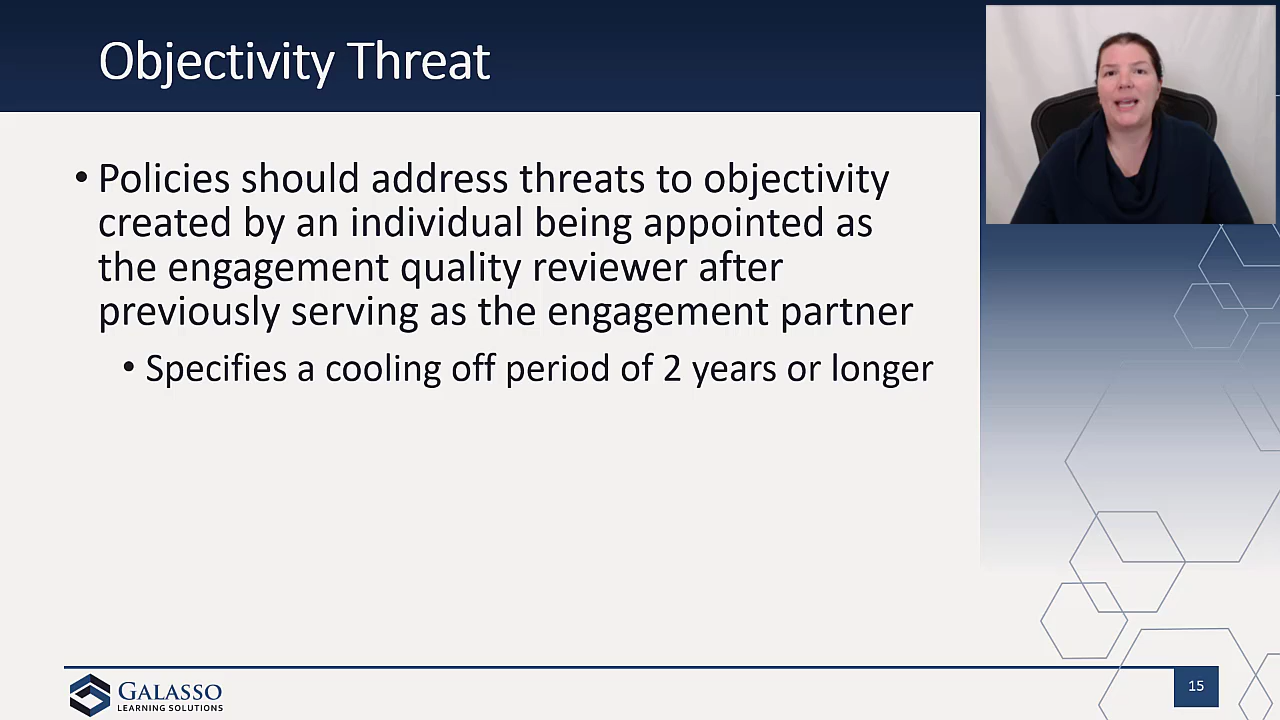 Objectivity Threat
• Policies should address threats to objectivity
created by an individual being appointed as
the engagement quality reviewer after
previously serving as the engagement partner
• Specifies a cooling off period of 2 years or longer
GALASSO
LEARNING SOLUTIONS
15